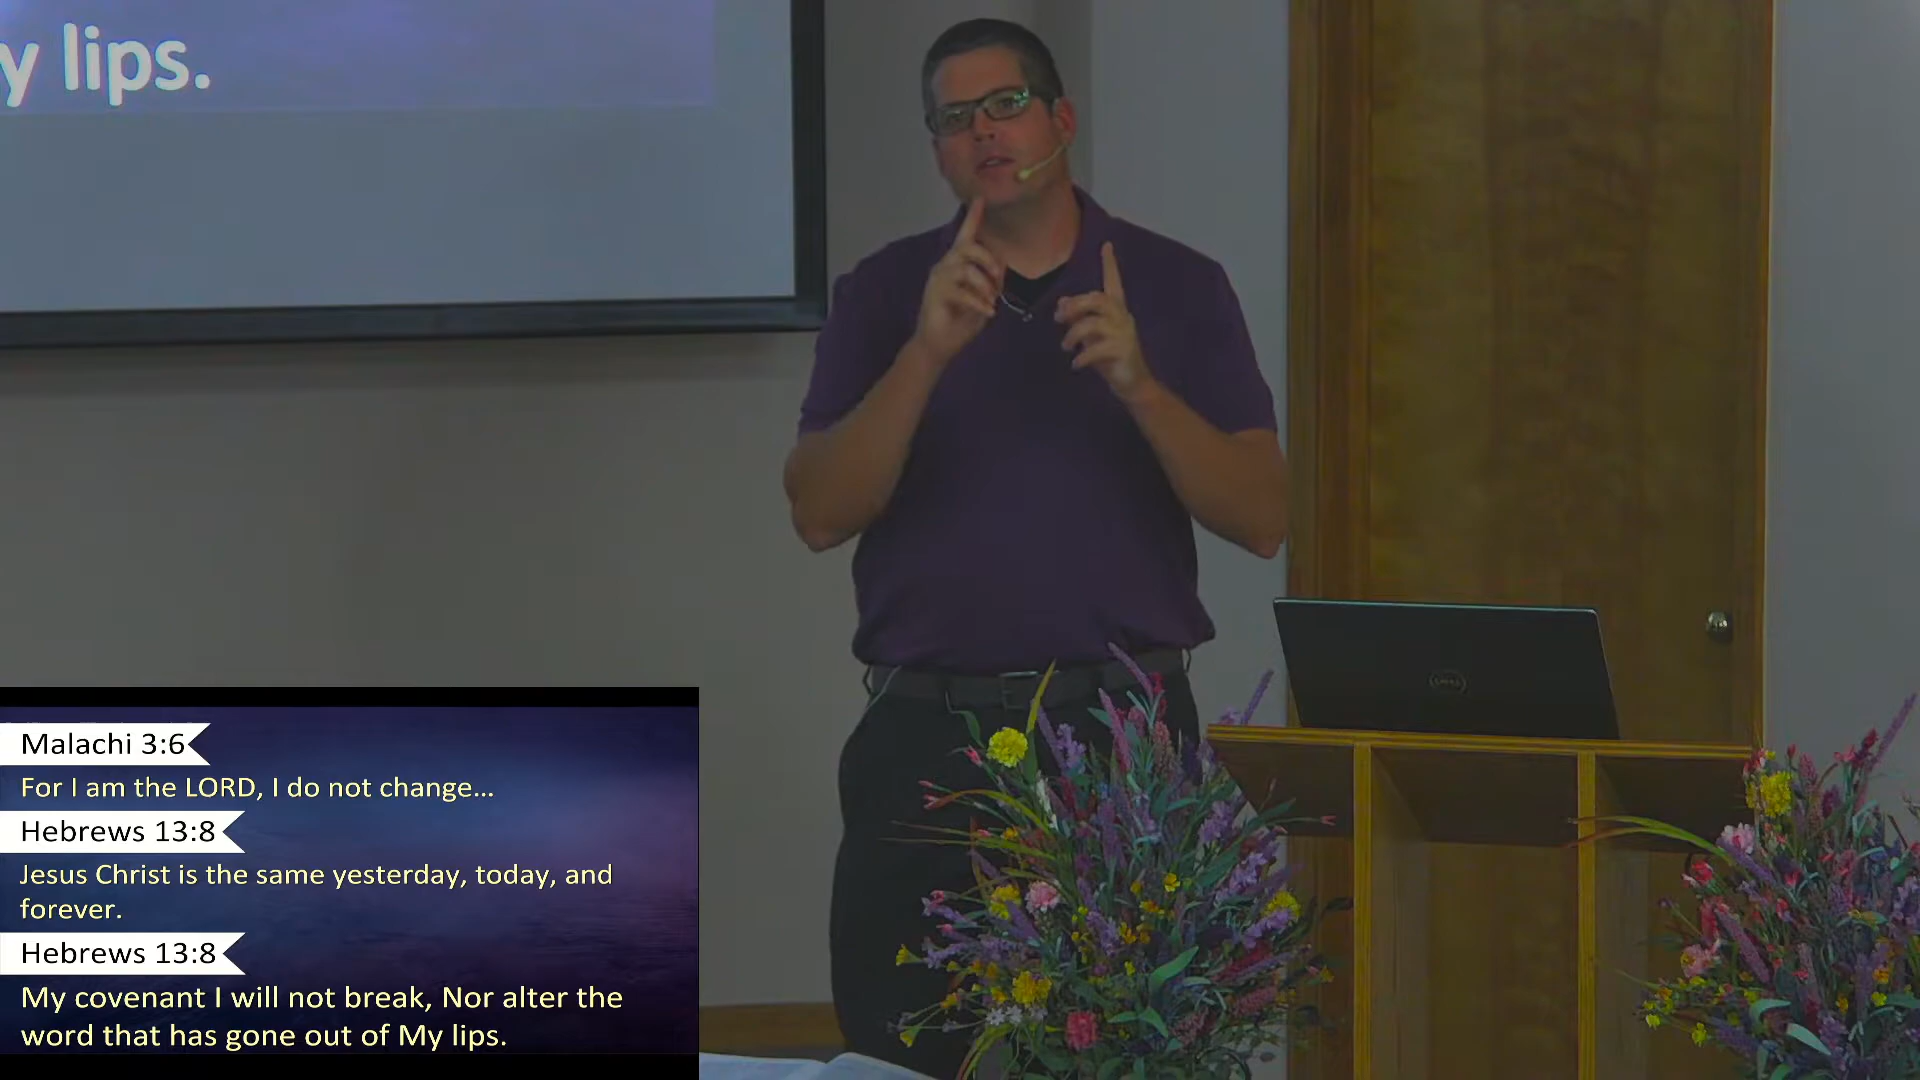 y lips.
DELL
Malachi 3:6
For I am the LORD, I do not change...
Hebrews 13:8
Jesus Christ is the same yesterday, today, and
forever.
Hebrews 13:8
My covenant I will not break, Nor alter the
word that has gone out of My lips.